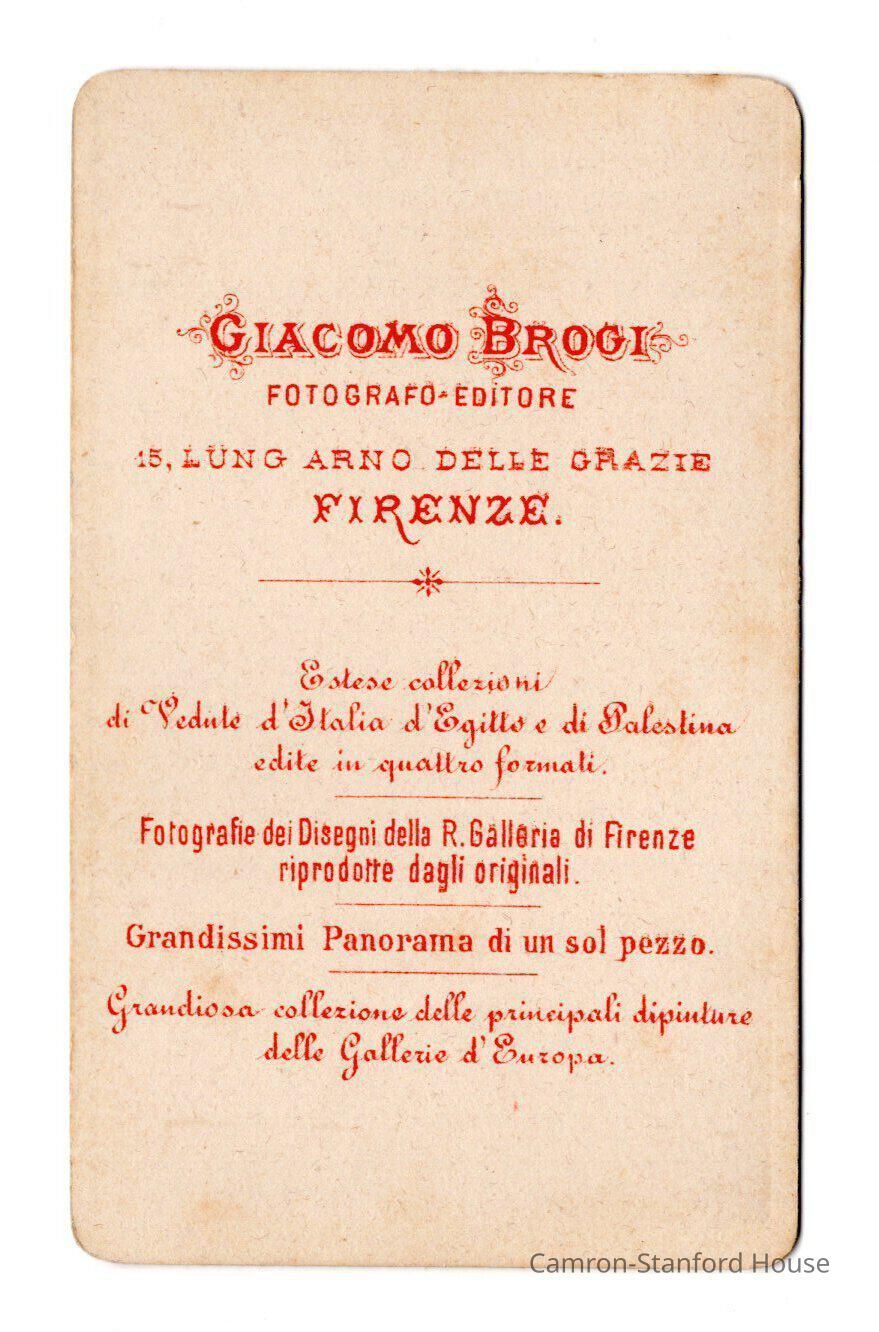 GIACOMO BROGI
FOTOGRAFO-EDITORE
15, LUNG ARNO DELLE GRAZIE
FIRENZE.
Estese collezioni
di Vedute d'Italia d'Egitto e di Palestina
edite in quattro formati.
Fotografie dei Disegni della R. Galleria di Firenze
riprodotte dagli originali.
Grandissimi Panorama di un sol pezzo.
Grandiosa collezione delle principali dipinture
delle Gallerie d'Europa.
Camron-Stanford House